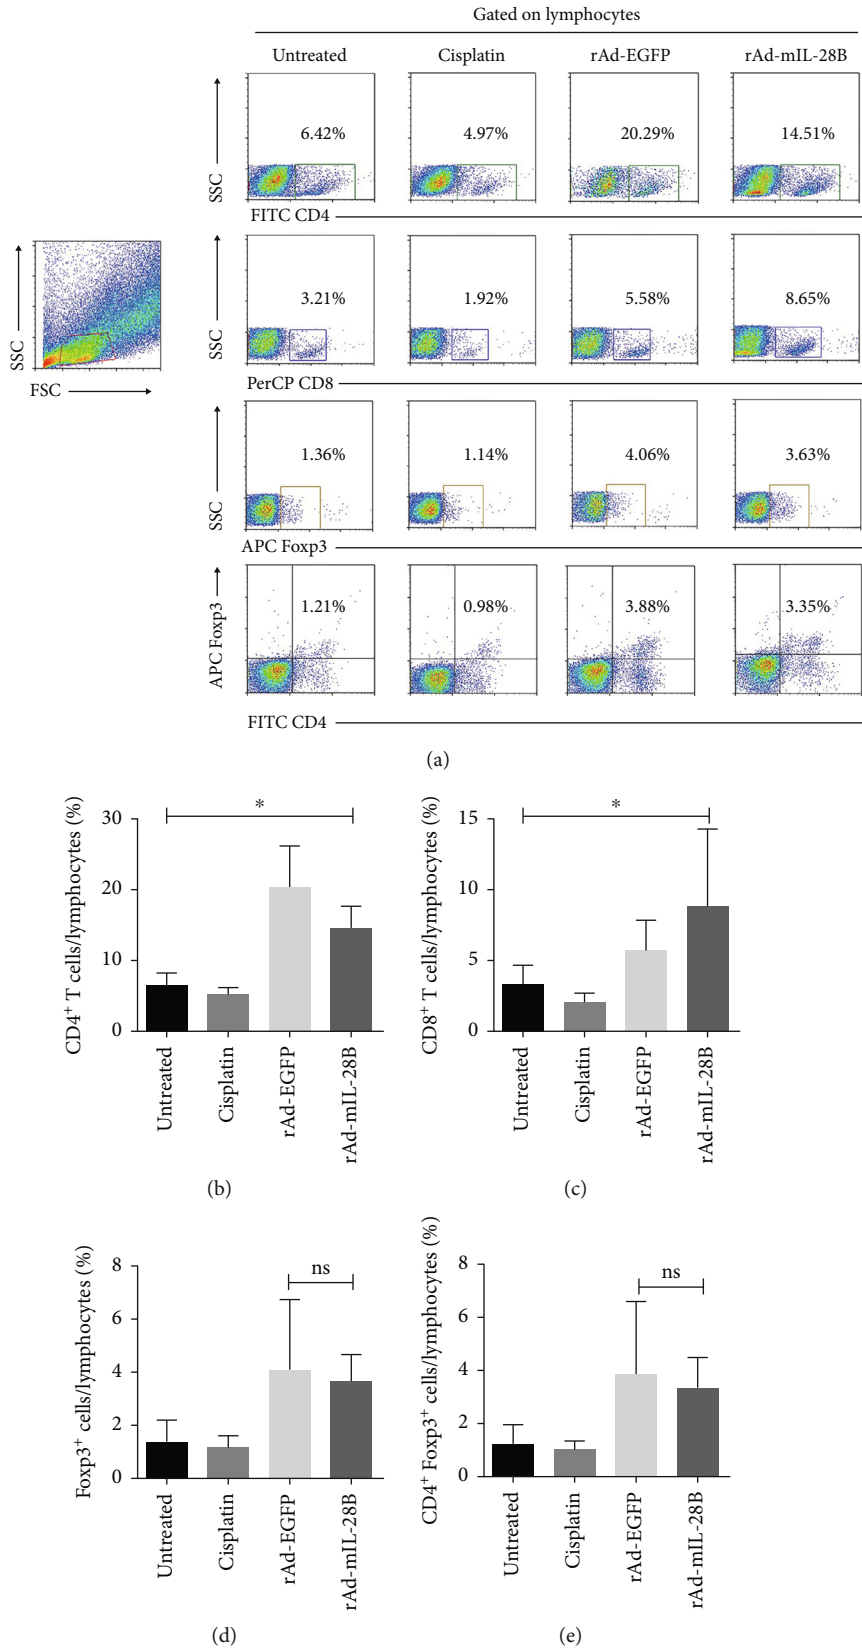 Gated on lymphocytes
Untreated Cisplatin rAd-EGFP rAd-mIL-28B
SSC
6.42% 4.97% 20.29% 14.51%
FITC CD4
SSC
FSC
SSC
3.21% 1.92% 5.58% 8.65%
PerCP CD8
SSC
1.36% 1.14% 4.06% 3.63%
APC Foxp3
APC Foxp3
1.21% 0.98% 3.88% 3.35%
FITC CD4
(a)
CD4⁺ T cells/lymphocytes (%)
30
20
10
0
*
Untreated
Cisplatin
rAd-EGFP
rAd-mIL-28B
(b)
CD8⁺ T cells/lymphocytes (%)
15
10
5
0
*
Untreated
Cisplatin
rAd-EGFP
rAd-mIL-28B
(c)
Foxp3⁺ cells/lymphocytes (%)
8
6
4
2
0
ns
Untreated
Cisplatin
rAd-EGFP
rAd-mIL-28B
(d)
CD4⁺ Foxp3⁺ cells/lymphocytes (%)
8
6
4
2
0
ns
Untreated
Cisplatin
rAd-EGFP
rAd-mIL-28B
(e)